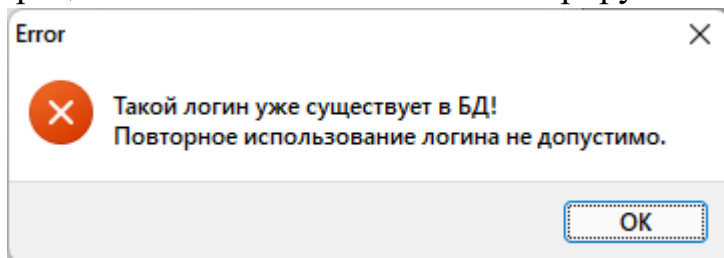 Error
Такой логин уже существует в БД!
Повторное использование логина не допустимо.
OK